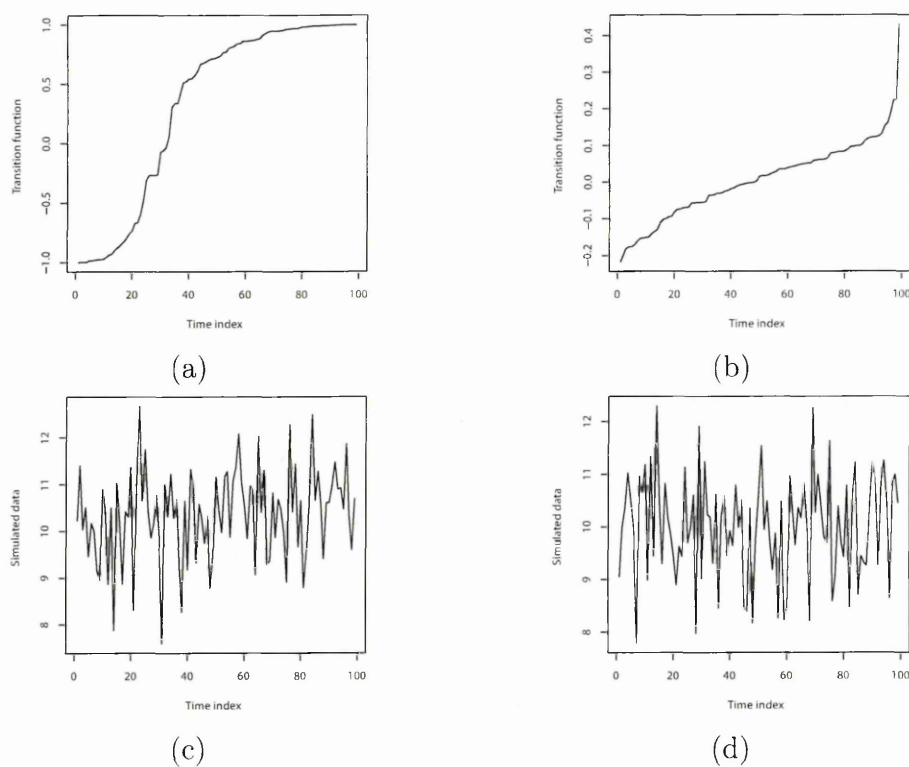 1.0
0.5
0.0
−0.5
−1.0
Transition function
0 20 40 60 80 100
Time index
(a)
0.4
0.3
0.2
0.1
0.0
−0.1
−0.2
Transition function
0 20 40 60 80 100
Time index
(b)
12
11
10
9
8
Simulated data
0 20 40 60 80 100
Time index
(c)
12
11
10
9
8
Simulated data
0 20 40 60 80 100
Time index
(d)